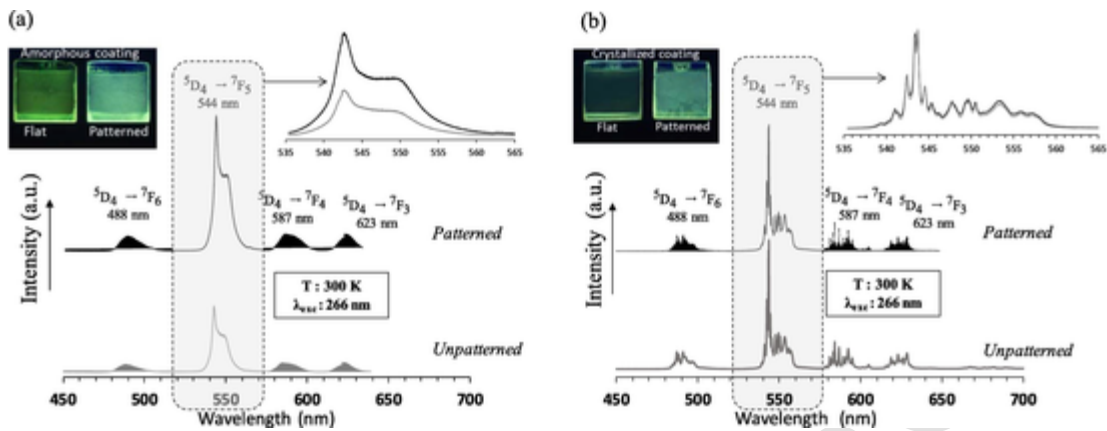 (a)
Amorphous coating
Flat Patterned
⁵D₄ → ⁷F₅
544 nm
535 540 545 550 555 560 565
⁵D₄ → ⁷F₆
488 nm
⁵D₄ → ⁷F₄
587 nm
⁵D₄ → ⁷F₃
623 nm
Patterned
T : 300 K
λexc : 266 nm
Unpatterned
Intensity (a.u.)
450 500 550 600 650 700
Wavelength (nm)
(b)
Crystallized coating
Flat Patterned
⁵D₄ → ⁷F₅
544 nm
535 540 545 550 555 560 565
⁵D₄ → ⁷F₆
488 nm
⁵D₄ → ⁷F₄
587 nm
⁵D₄ → ⁷F₃
623 nm
Patterned
T : 300 K
λexc : 266 nm
Unpatterned
Intensity (a.u.)
450 500 550 600 650 700
Wavelength (nm)